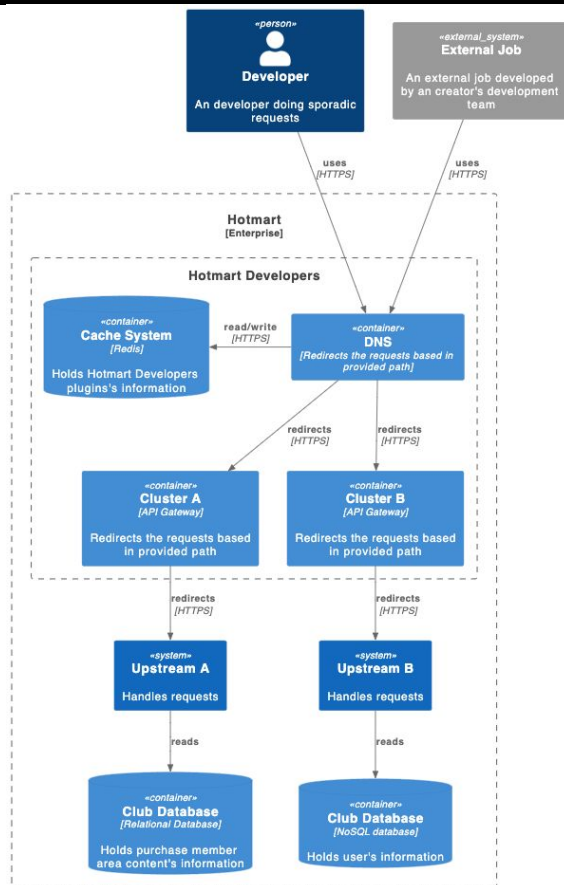 «person»
Developer
An developer doing sporadic
requests
«external_system»
External Job
An external job developed
by an creator's development
team
uses
[HTTPS]
uses
[HTTPS]
Hotmart
[Enterprise]
Hotmart Developers
«container»
Cache System
[Redis]
Holds Hotmart Developers
plugins's information
read/write
[HTTPS]
«container»
DNS
[Redirects the requests based in
provided path]
redirects
[HTTPS]
redirects
[HTTPS]
«container»
Cluster A
[API Gateway]
Redirects the requests based
in provided path
«container»
Cluster B
[API Gateway]
Redirects the requests based
in provided path
redirects
[HTTPS]
redirects
[HTTPS]
«system»
Upstream A
Handles requests
«system»
Upstream B
Handles requests
reads
reads
«container»
Club Database
[Relational Database]
Holds purchase member
area content's information
«container»
Club Database
[NoSQL database]
Holds user's information